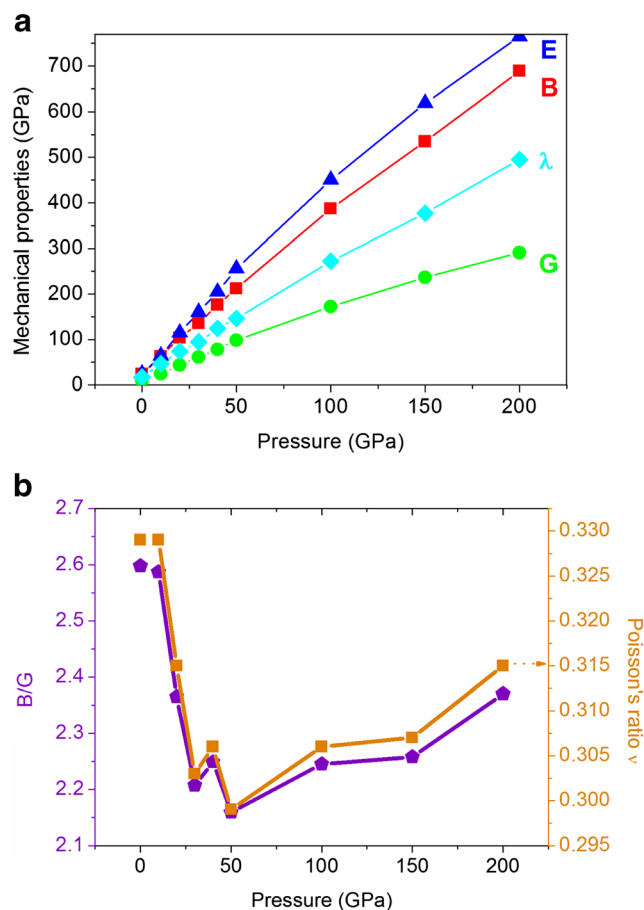 a
Mechanical properties (GPa)
700
600
500
400
300
200
100
0
E
B
λ
G
0 50 100 150 200
Pressure (GPa)
b
B/G
2.7
2.6
2.5
2.4
2.3
2.2
2.1
0.330
0.325
0.320
0.315
0.310
0.305
0.300
0.295
Poisson's ratio ν
0 50 100 150 200
Pressure (GPa)